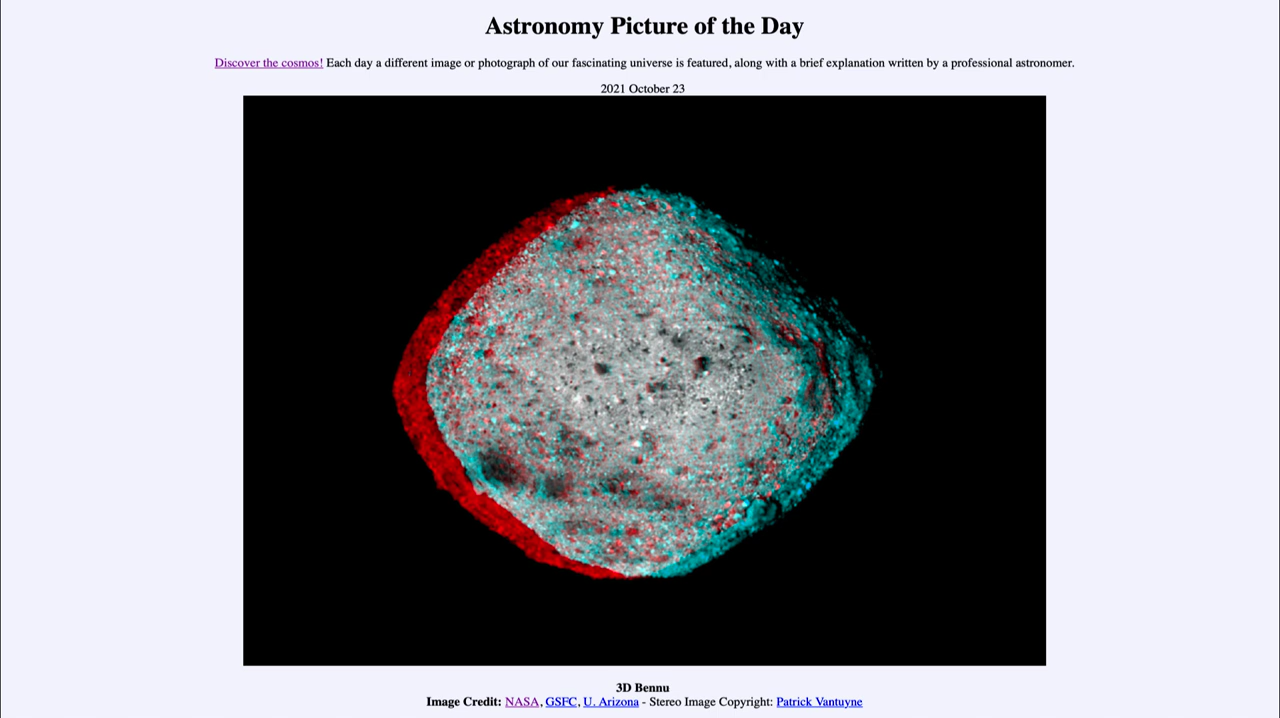 Astronomy Picture of the Day
Discover the cosmos! Each day a different image or photograph of our fascinating universe is featured, along with a brief explanation written by a professional astronomer.
2021 October 23
3D Bennu
Image Credit: NASA, GSFC, U. Arizona - Stereo Image Copyright: Patrick Vantuyne